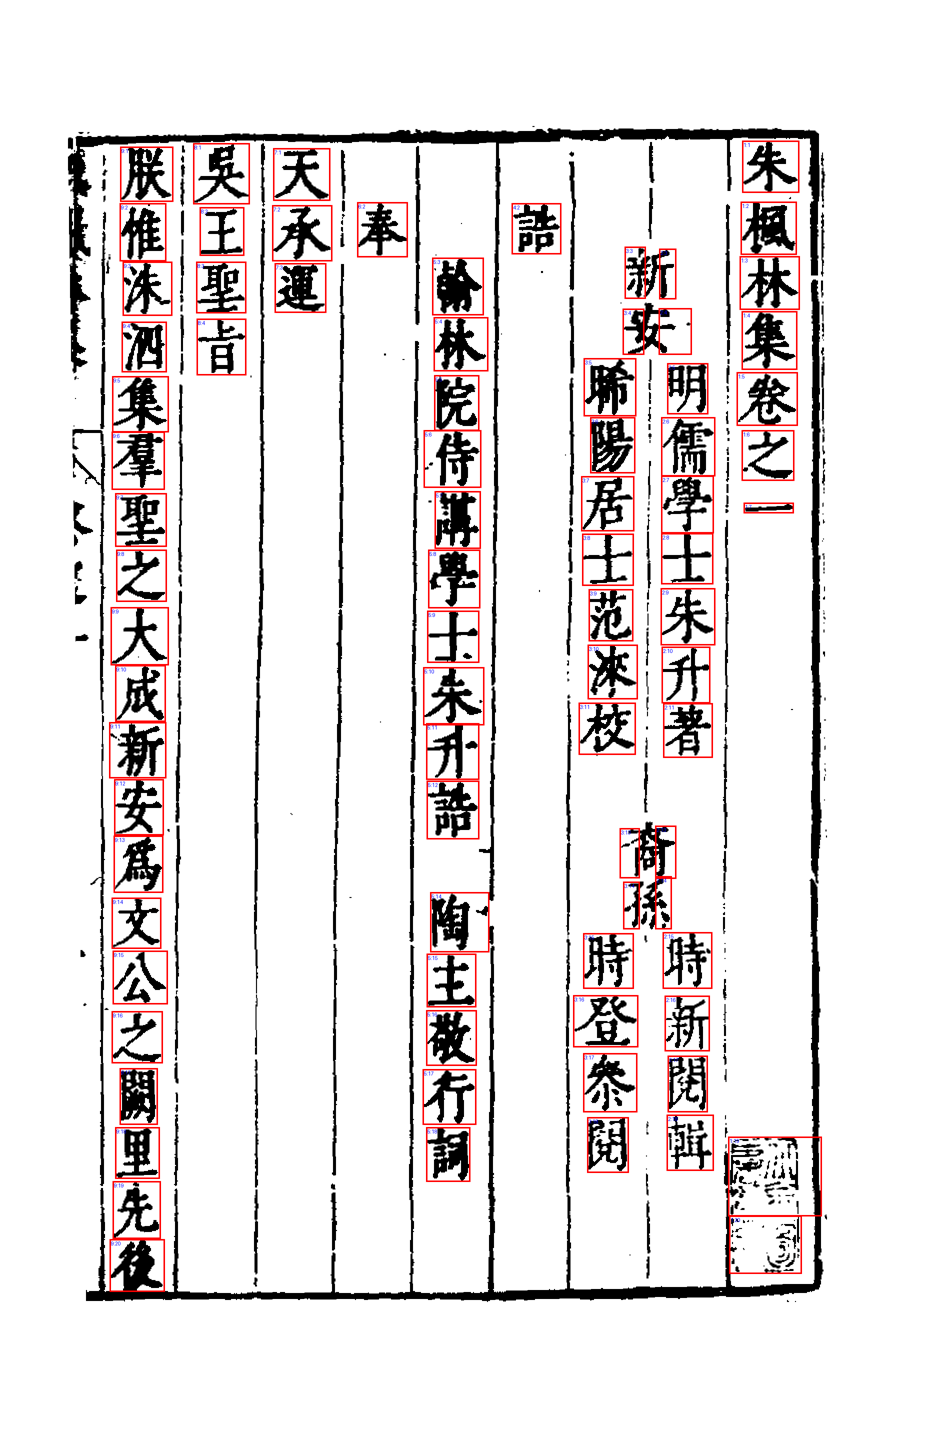 朱楓林集卷之一
新安
明儒學士朱升著
晞陽居士范淶校
裔孫
時新閱輯
時登叅閱
誥
翰林院侍講學士朱升誥 陶主敬行詞
奉
天承運
吳王聖旨
朕惟洙泗集羣聖之大成新安爲文公之闕里先後